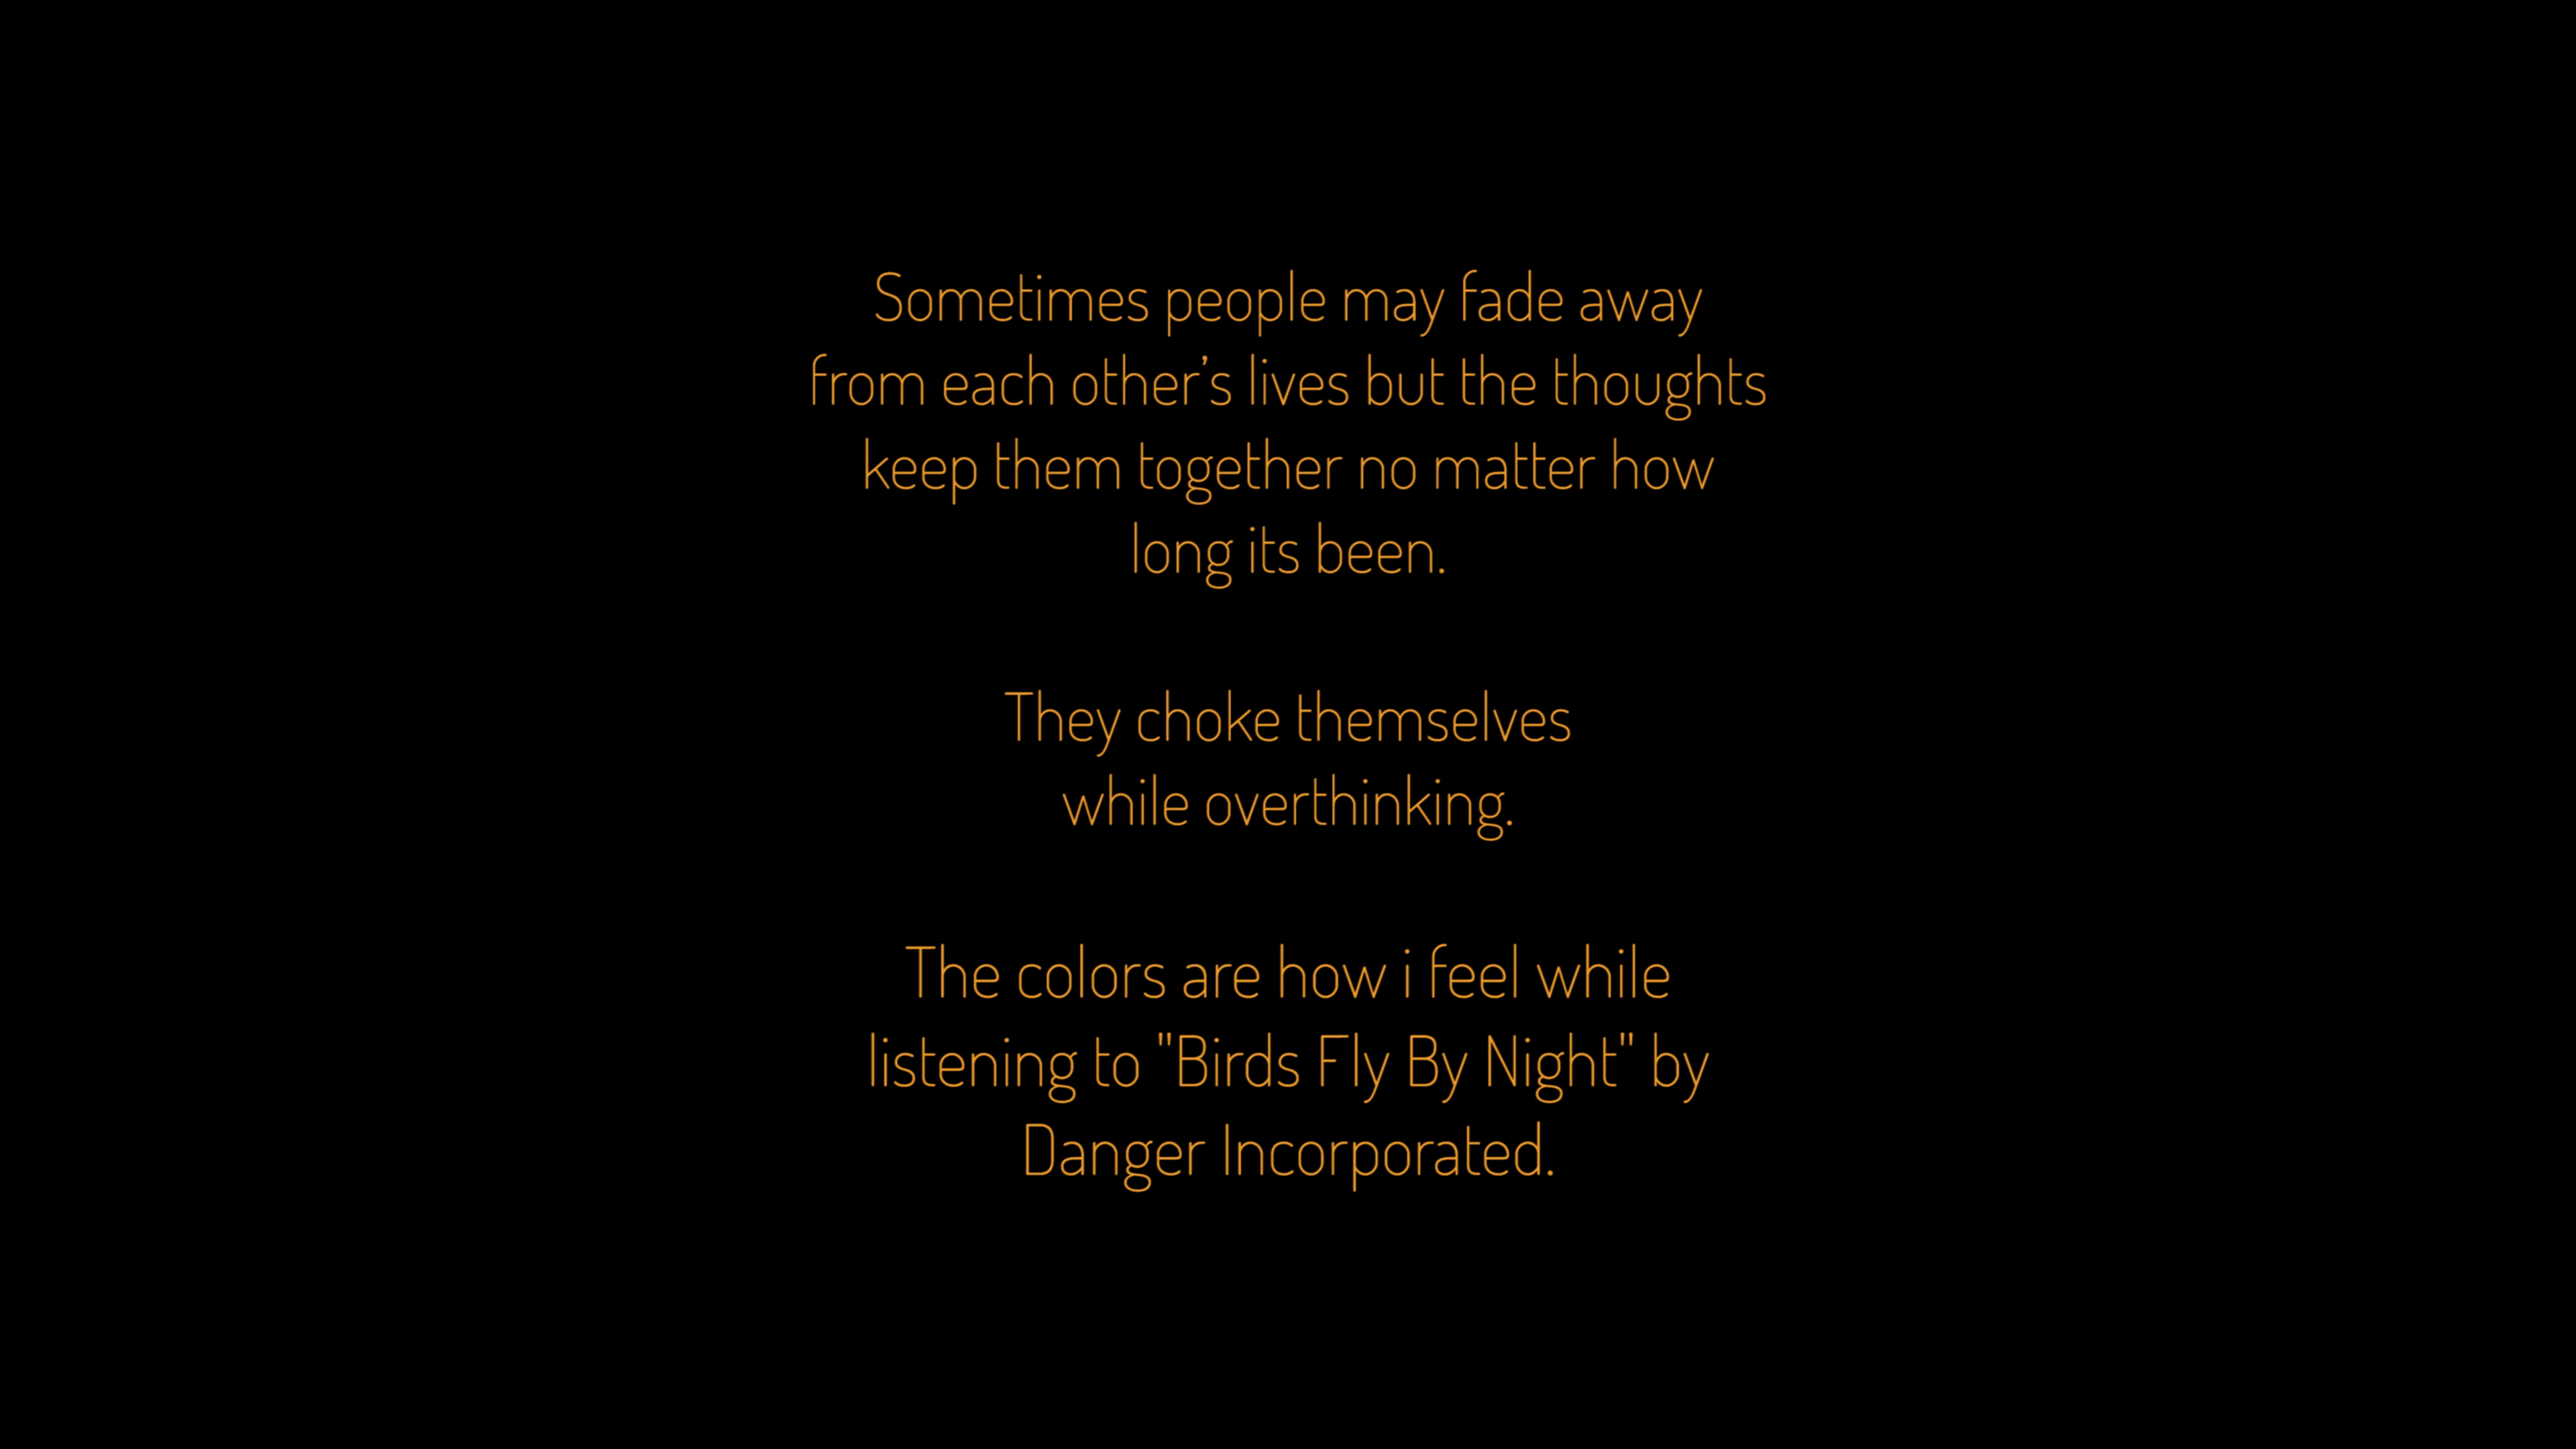 Sometimes people may fade away
from each other’s lives but the thoughts
keep them together no matter how
long its been.
They choke themselves
while overthinking.
The colors are how i feel while
listening to "Birds Fly By Night" by
Danger Incorporated.